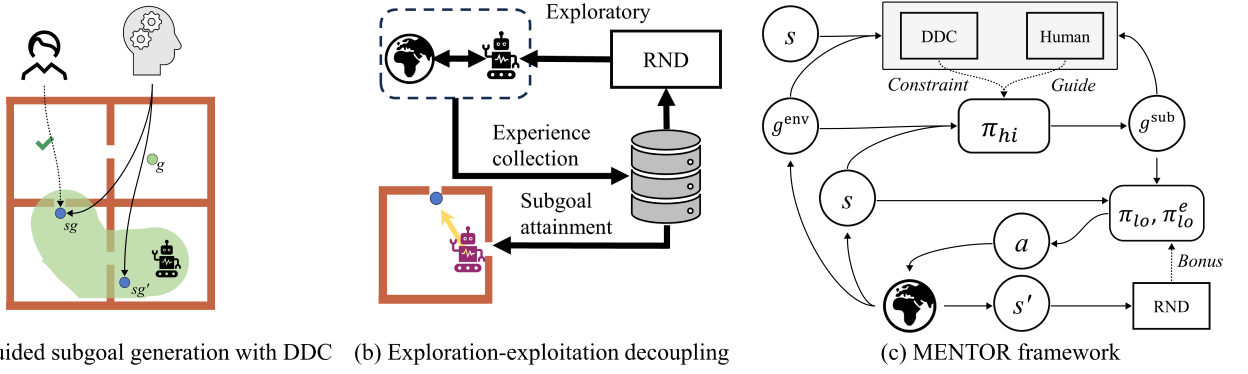 g
sg
sg'
uided subgoal generation with DDC
Exploratory
RND
Experience
collection
Subgoal
attainment
(b) Exploration-exploitation decoupling
s
DDC
Human
Constraint
Guide
g^env
π_hi
g^sub
s
π_lo, π^e_lo
a
Bonus
s'
RND
(c) MENTOR framework